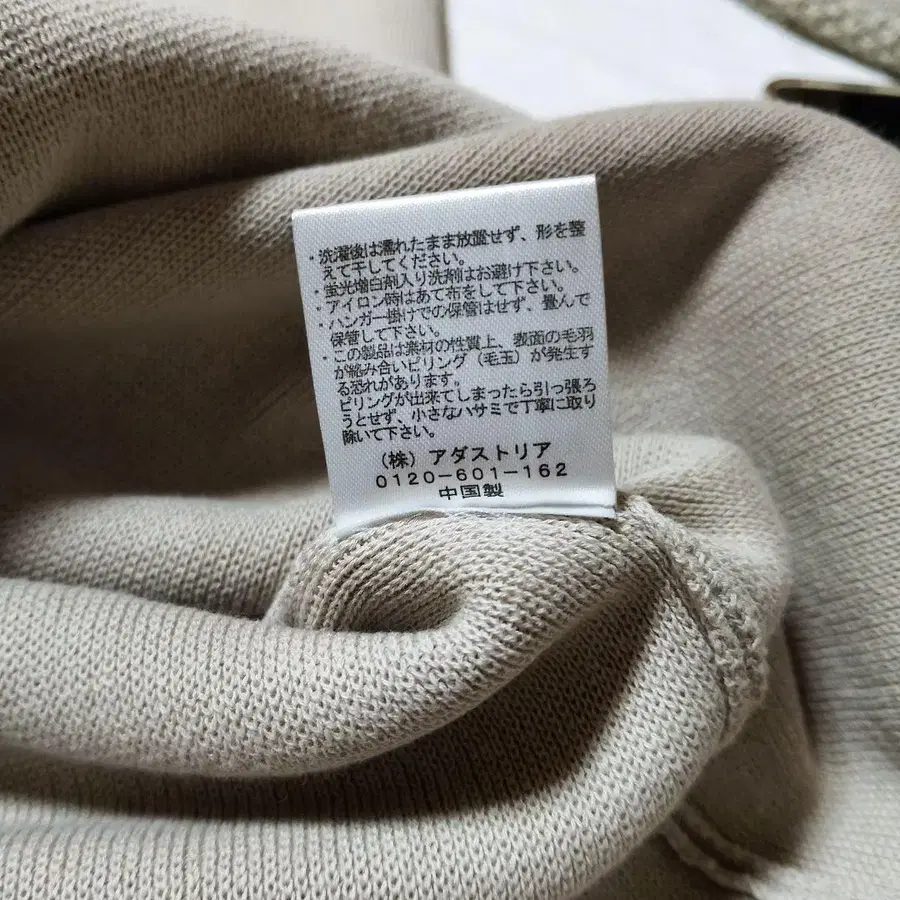 ・洗濯後は濡れたまま放置せず、形を整
えて干してください。
・蛍光増白剤入り洗剤はお避け下さい。
・アイロン時はあて布をして下さい。
・ハンガー掛けでの保管はせず、畳んで
保管して下さい。
・この製品は素材の性質上、表面の毛羽
が絡み合いピリング（毛玉）が発生す
る恐れがあります。
ピリングが出来てしまったら引っ張ろ
うとせず、小さなハサミで丁寧に取り
除いて下さい。
（株）アダストリア
0120-601-162
中国製